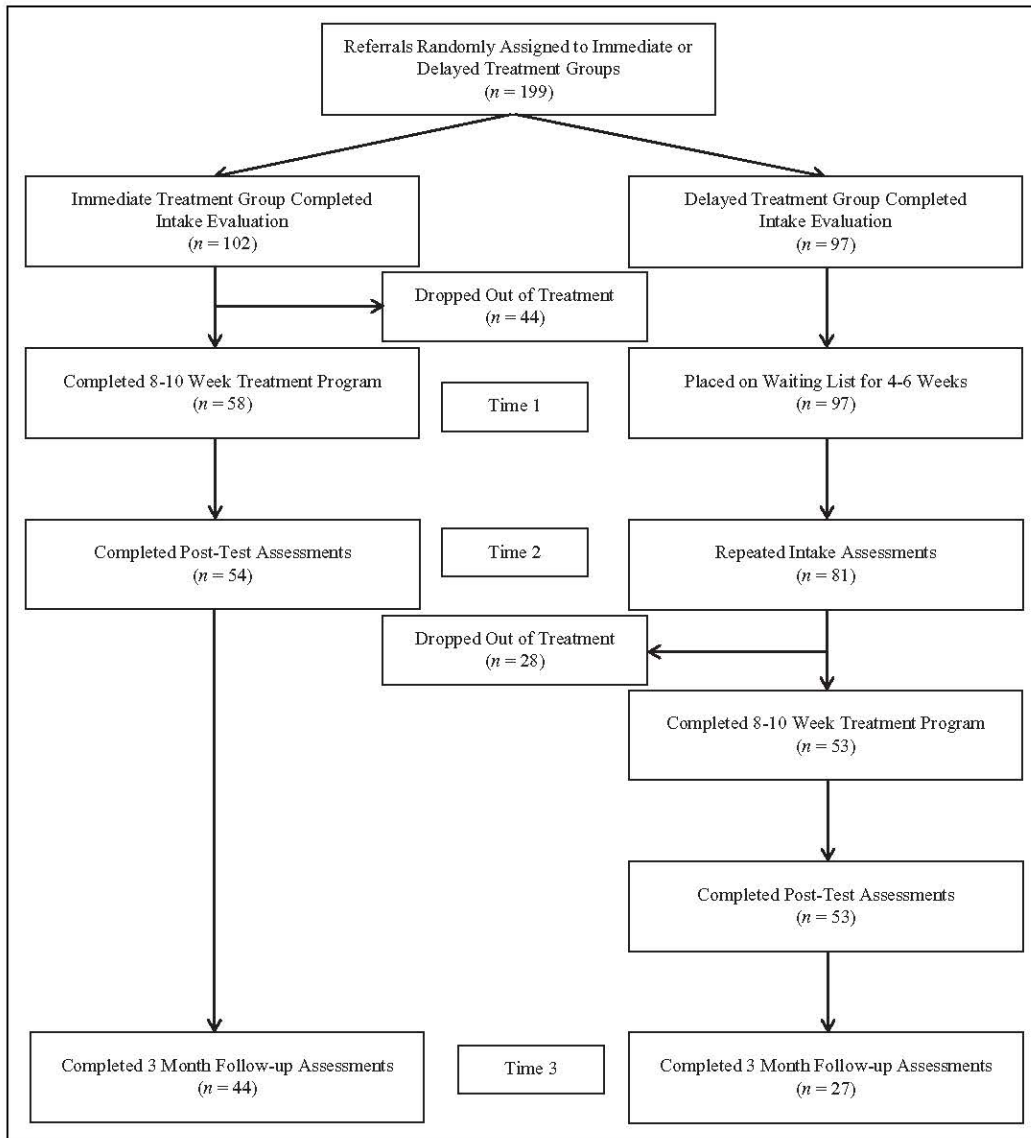 Referrals Randomly Assigned to Immediate or
Delayed Treatment Groups
(n = 199)
Immediate Treatment Group Completed
Intake Evaluation
(n = 102)
Delayed Treatment Group Completed
Intake Evaluation
(n = 97)
Dropped Out of Treatment
(n = 44)
Completed 8-10 Week Treatment Program
(n = 58)
Time 1
Placed on Waiting List for 4-6 Weeks
(n = 97)
Completed Post-Test Assessments
(n = 54)
Time 2
Repeated Intake Assessments
(n = 81)
Dropped Out of Treatment
(n = 28)
Completed 8-10 Week Treatment Program
(n = 53)
Completed Post-Test Assessments
(n = 53)
Completed 3 Month Follow-up Assessments
(n = 44)
Time 3
Completed 3 Month Follow-up Assessments
(n = 27)